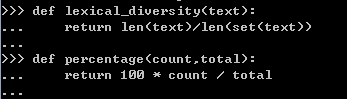 >>> def lexical_diversity(text):
...     return len(text)/len(set(text))
...
>>> def percentage(count,total):
...     return 100 * count / total
...